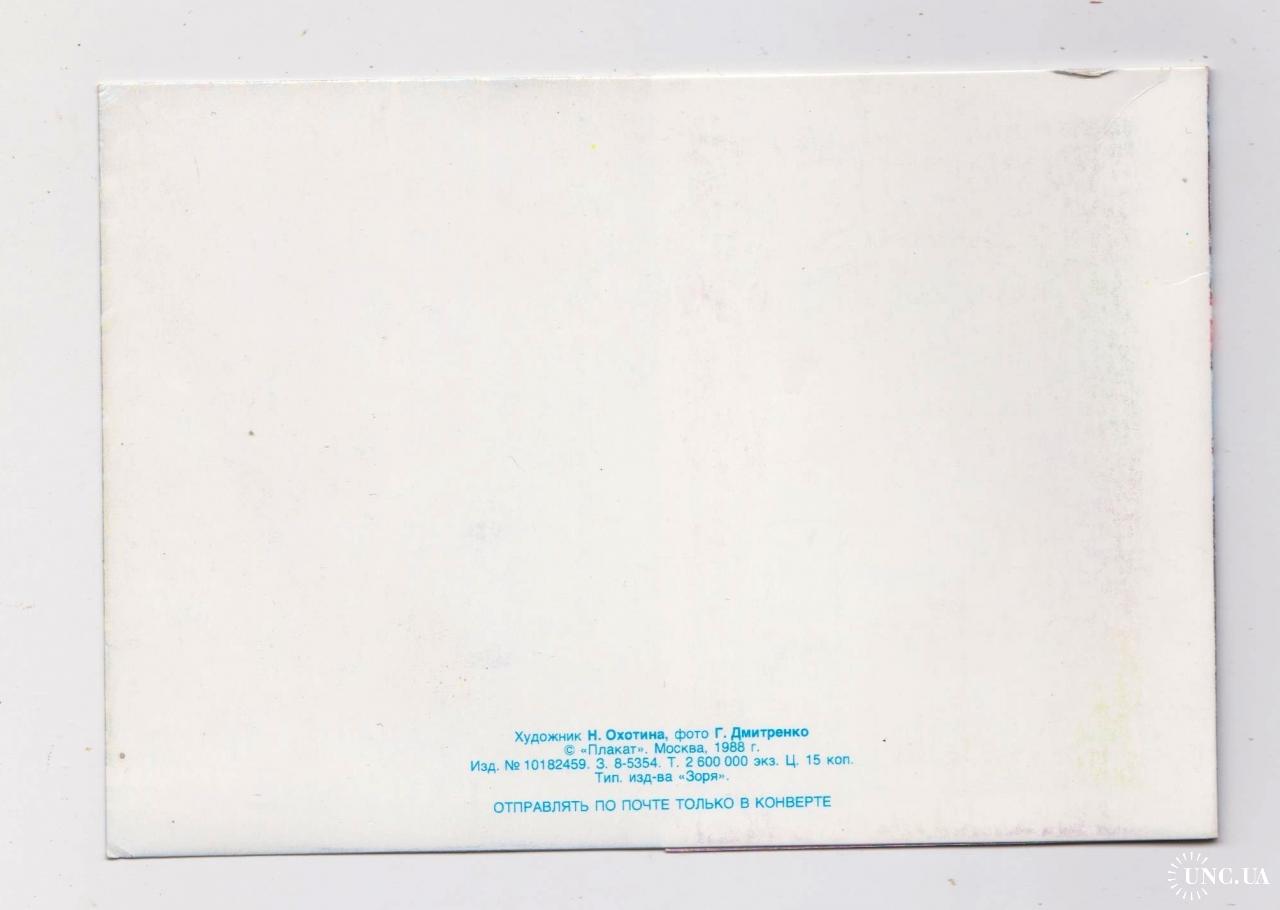 Художник Н. Охотина, фото Г. Дмитренко
© «Плакат». Москва, 1988 г.
Изд. № 10182459. З. 8-5354. Т. 2 600 000 экз. Ц. 15 коп.
Тип. изд-ва «Зоря».
ОТПРАВЛЯТЬ ПО ПОЧТЕ ТОЛЬКО В КОНВЕРТЕ
UNC.UA